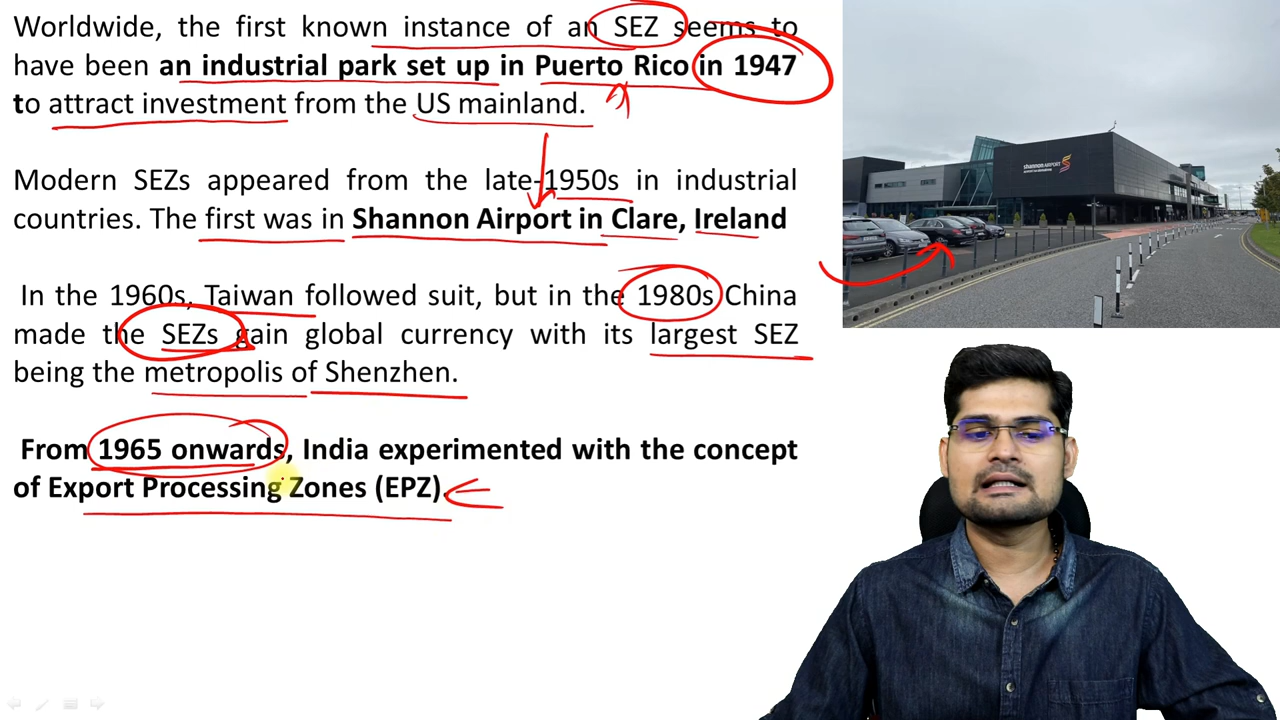 Worldwide, the first known instance of an SEZ seems to
have been an industrial park set up in Puerto Rico in 1947
to attract investment from the US mainland.
Modern SEZs appeared from the late-1950s in industrial
countries. The first was in Shannon Airport in Clare, Ireland
In the 1960s, Taiwan followed suit, but in the 1980s China
made the SEZs gain global currency with its largest SEZ
being the metropolis of Shenzhen.
From 1965 onwards, India experimented with the concept
of Export Processing Zones (EPZ).
shannon AIRPORT